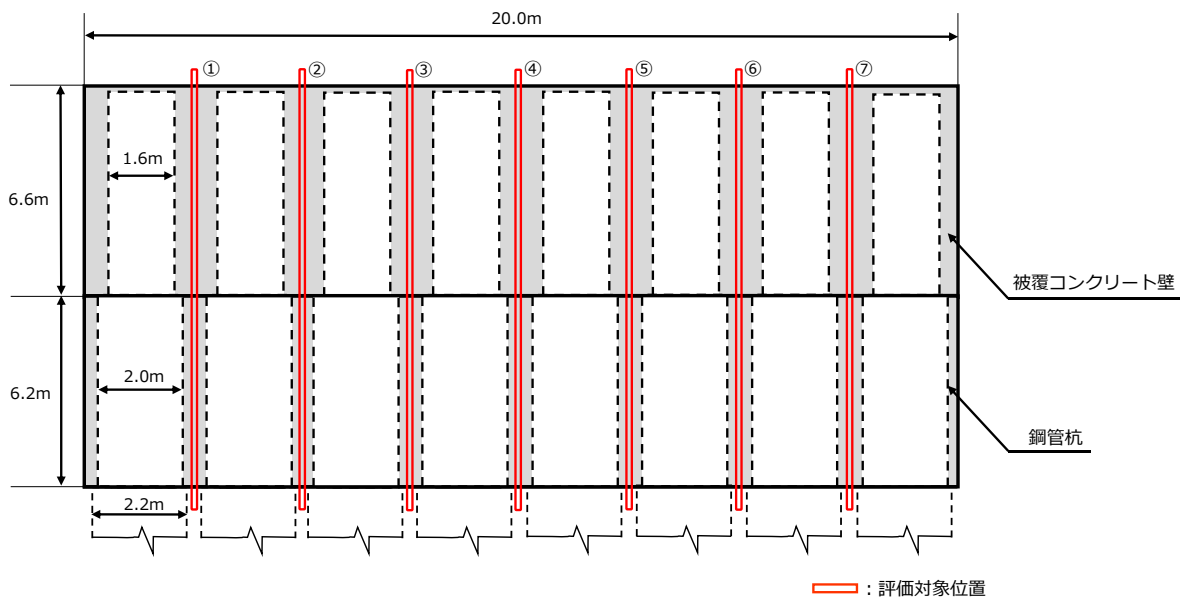 20.0m
① ② ③ ④ ⑤ ⑥ ⑦
1.6m
6.6m
被覆コンクリート壁
2.0m
6.2m
鋼管杭
2.2m
：評価対象位置